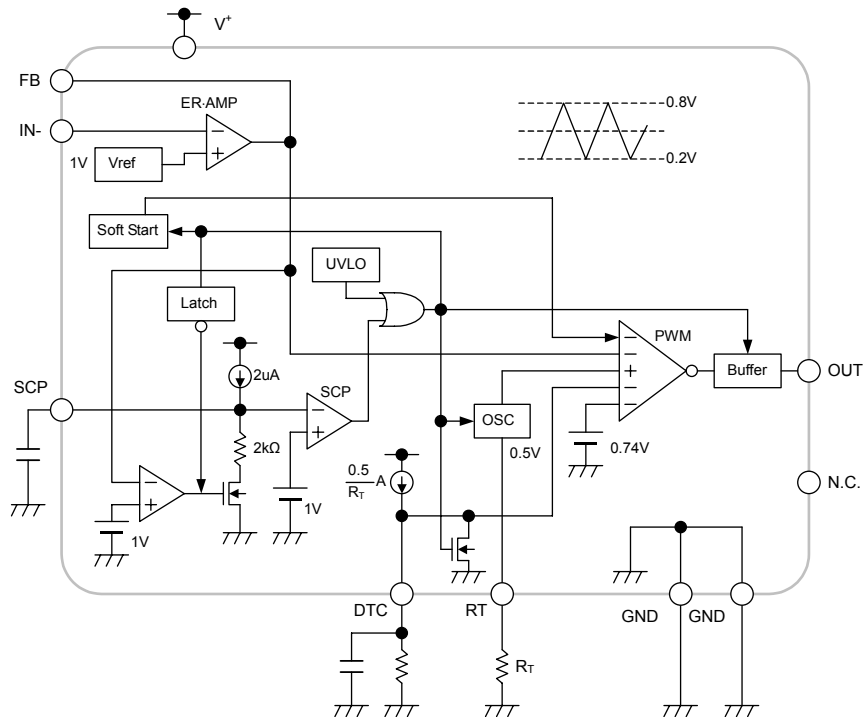 V+
FB
ER·AMP
0.8V
IN-
1V Vref
0.2V
Soft Start
UVLO
Latch
PWM
2uA
SCP
SCP
Buffer
OUT
OSC
2kΩ
0.5V
0.74V
0.5
RT A
N.C.
1V
1V
DTC
RT
GND
GND
RT